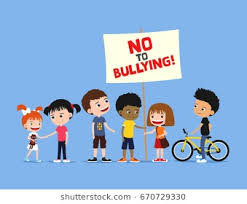 NO
TO
BULLYING!
shutterstock.com • 670729330